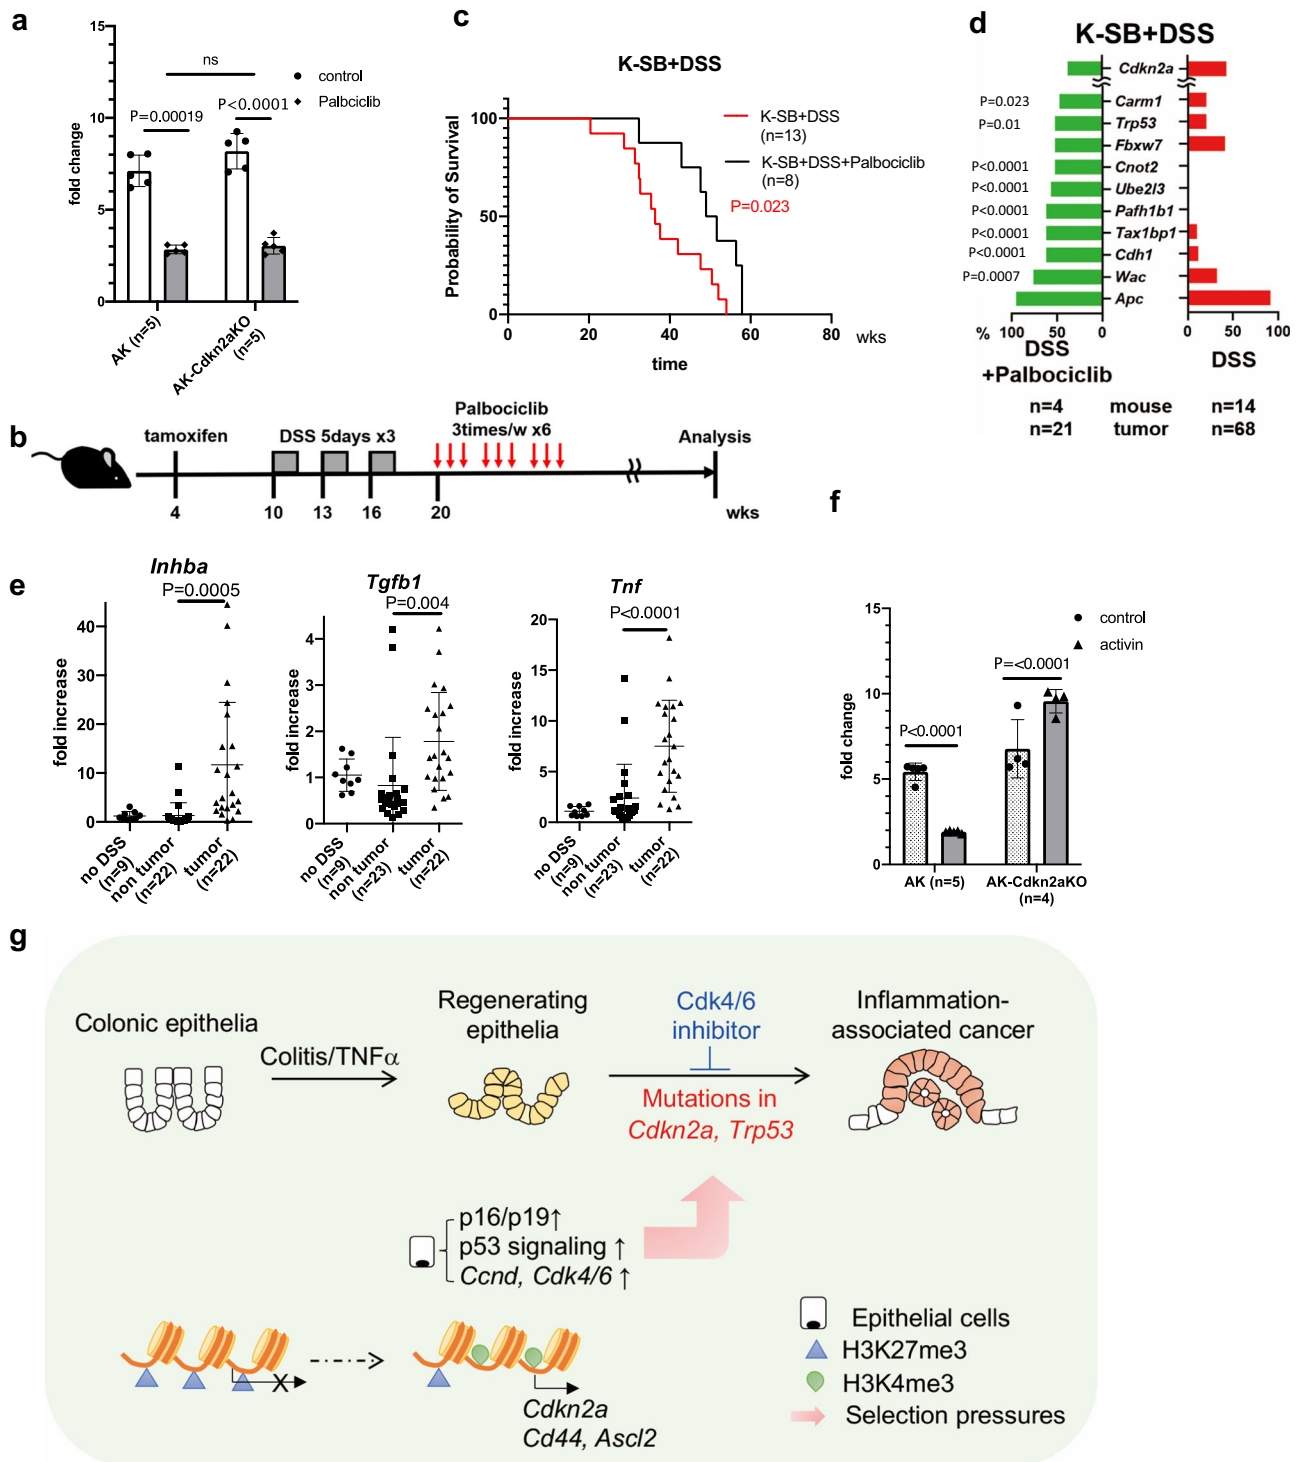 a
15
10
5
0
fold change
ns
control
Palbciclib
P=0.00019
P<0.0001
AK (n=5)
AK-Cdkn2aKO
(n=5)
c
K-SB+DSS
100
50
0
Probability of Survival
K-SB+DSS
(n=13)
K-SB+DSS+Palbociclib
(n=8)
P=0.023
0 20 40 60 80 wks
time
d
K-SB+DSS
Cdkn2a
P=0.023 Carm1
P=0.01 Trp53
Fbxw7
P<0.0001 Cnot2
P<0.0001 Ube2l3
P<0.0001 Pafh1b1
P<0.0001 Tax1bp1
P<0.0001 Cdh1
P=0.0007 Wac
Apc
% 100 50 0 0 50 100
DSS
+Palbociclib
DSS
n=4 mouse n=14
n=21 tumor n=68
b
tamoxifen
DSS 5days x3
Palbociclib
3times/w x6
Analysis
4 10 13 16 20 wks
e
Inhba
P=0.0005
40
30
20
10
0
fold increase
no DSS
(n=9)
non tumor
(n=22)
tumor
(n=22)
Tgfb1
P=0.004
4
3
2
1
0
fold increase
no DSS
(n=9)
non tumor
(n=23)
tumor
(n=22)
Tnf
P<0.0001
20
15
10
5
0
fold increase
no DSS
(n=9)
non tumor
(n=23)
tumor
(n=22)
f
15
10
5
0
fold change
control
activin
P=<0.0001
P<0.0001
AK (n=5)
AK-Cdkn2aKO
(n=4)
g
Colonic epithelia
Colitis/TNFα
Regenerating
epithelia
Cdk4/6
inhibitor
Mutations in
Cdkn2a, Trp53
Inflammation-
associated cancer
p16/p19↑
p53 signaling ↑
Ccnd, Cdk4/6 ↑
X
Cdkn2a
Cd44, Ascl2
Epithelial cells
H3K27me3
H3K4me3
Selection pressures